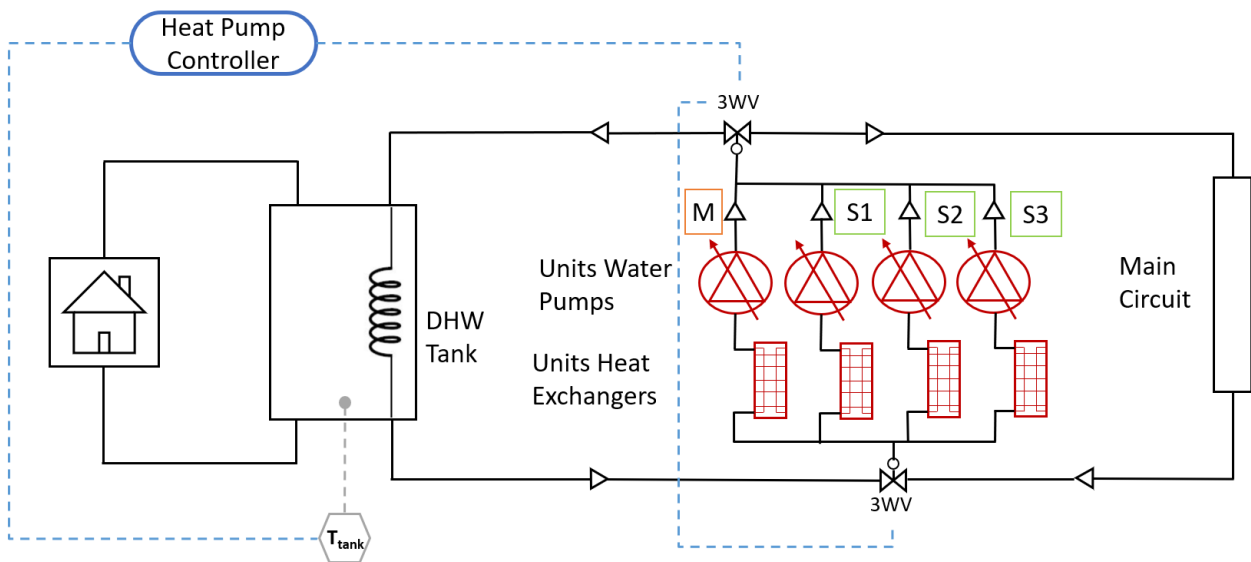 Heat Pump
Controller
3WV
M
S1
S2
S3
Units Water
Pumps
Main
Circuit
DHW
Tank
Units Heat
Exchangers
3WV
Ttank